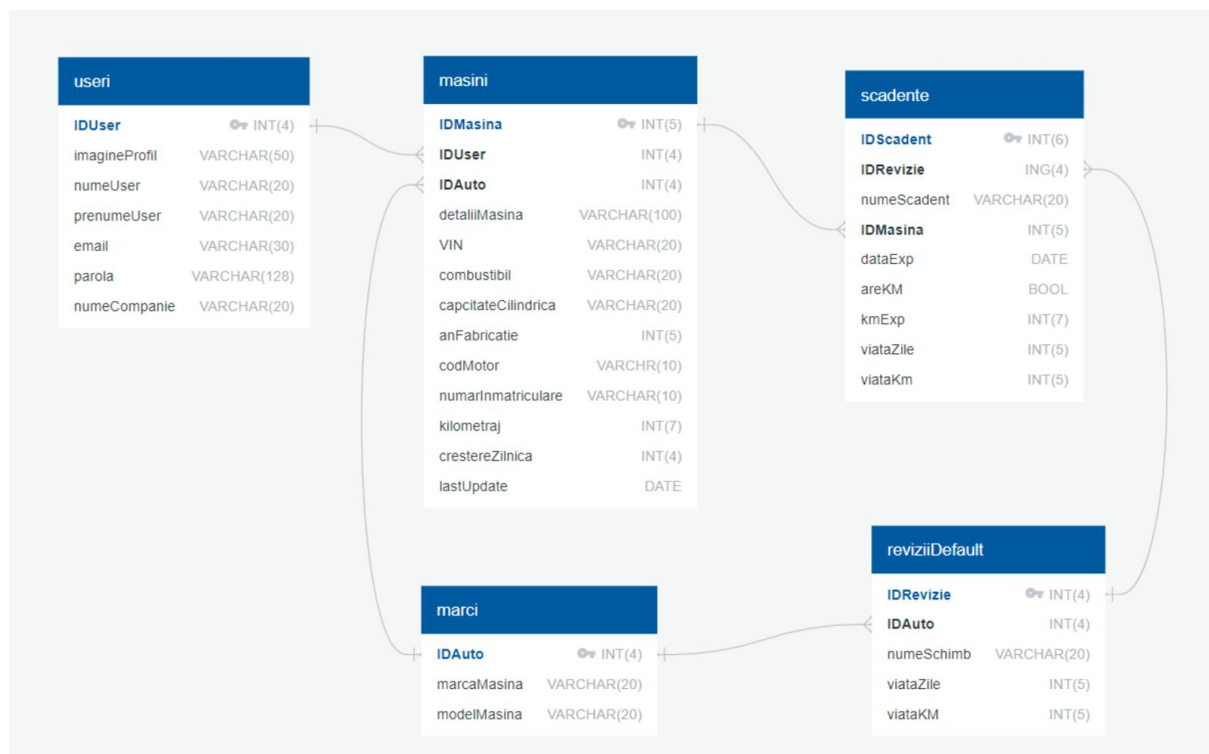 useri
IDUser INT(4)
imagineProfil VARCHAR(50)
numeUser VARCHAR(20)
prenumeUser VARCHAR(20)
email VARCHAR(30)
parola VARCHAR(128)
numeCompanie VARCHAR(20)
masini
IDMasina INT(5)
IDUser INT(4)
IDAuto INT(4)
detaliiMasina VARCHAR(100)
VIN VARCHAR(20)
combustibil VARCHAR(20)
capcitateCilindrica VARCHAR(20)
anFabricatie INT(5)
codMotor VARCHR(10)
numarInmatriculare VARCHAR(10)
kilometraj INT(7)
crestereZilnica INT(4)
lastUpdate DATE
scadente
IDScadent INT(6)
IDRevizie ING(4)
numeScadent VARCHAR(20)
IDMasina INT(5)
dataExp DATE
areKM BOOL
kmExp INT(7)
viataZile INT(5)
viataKm INT(5)
marci
IDAuto INT(4)
marcaMasina VARCHAR(20)
modelMasina VARCHAR(20)
reviziiDefault
IDRevizie INT(4)
IDAuto INT(4)
numeSchimb VARCHAR(20)
viataZile INT(5)
viataKM INT(5)